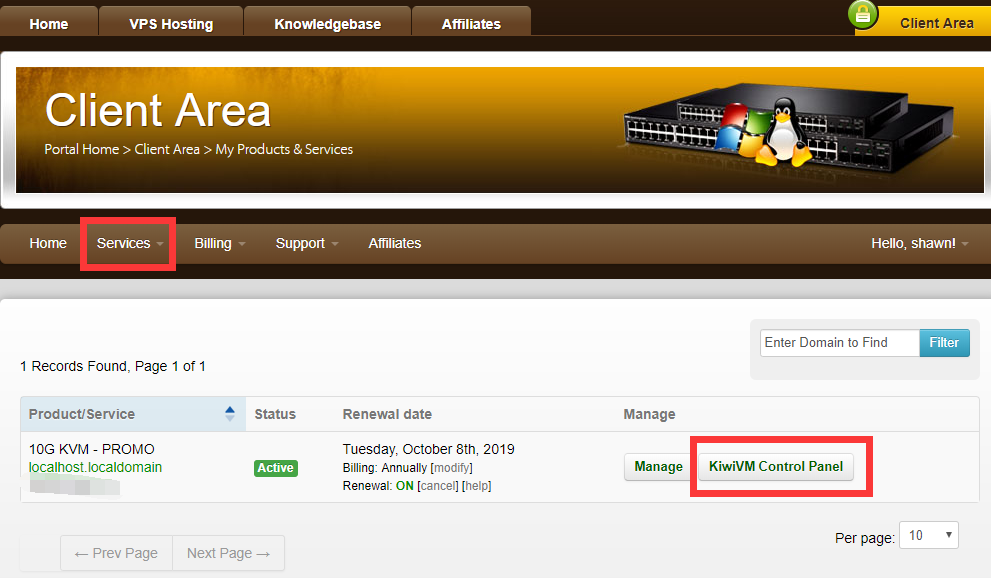 Home VPS Hosting Knowledgebase Affiliates Client Area
Client Area
Portal Home > Client Area > My Products & Services
Home Services Billing Support Affiliates Hello, shawn!
Enter Domain to Find Filter
1 Records Found, Page 1 of 1
Product/Service Status Renewal date Manage
10G KVM - PROMO
localhost.localdomain
Active
Tuesday, October 8th, 2019
Billing: Annually [modify]
Renewal: ON [cancel] [help]
Manage KiwiVM Control Panel
← Prev Page Next Page →
Per page: 10